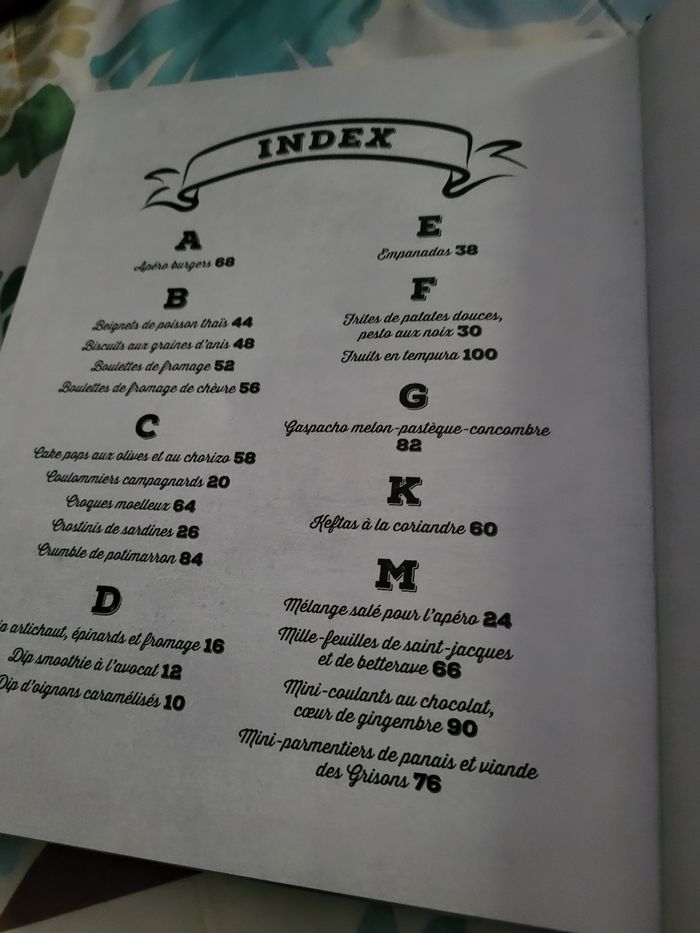 INDEX
A
Apéro burgers 68
B
Beignets de poisson thaïs 44
Biscuits aux graines d'anis 48
Boulettes de fromage 52
Boulettes de fromage de chèvre 56
C
Cake pops aux olives et au chorizo 58
Coulommiers campagnards 20
Croques moelleux 64
Crostinis de sardines 26
Crumble de potimarron 84
D
artichaut, épinards et fromage 16
Dip smoothie à l'avocat 12
Dip d'oignons caramélisés 10
E
Empanadas 38
F
Frites de patates douces,
pesto aux noix 30
Fruits en tempura 100
G
Gaspacho melon-pastèque-concombre
82
K
Keftas à la coriandre 60
M
Mélange salé pour l'apéro 24
Mille-feuilles de saint-jacques
et de betterave 66
Mini-coulants au chocolat,
cœur de gingembre 90
Mini-parmentiers de panais et viande
des Grisons 76